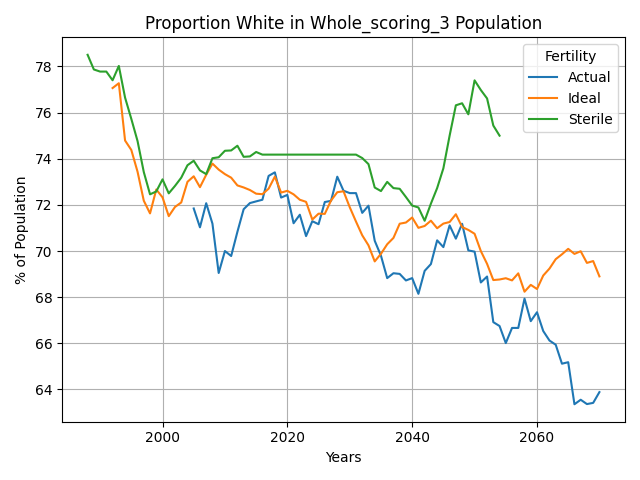 Proportion White in Whole_scoring_3 Population
Fertility
Actual
Ideal
Sterile
% of Population
78
76
74
72
70
68
66
64
2000
2020
2040
2060
Years